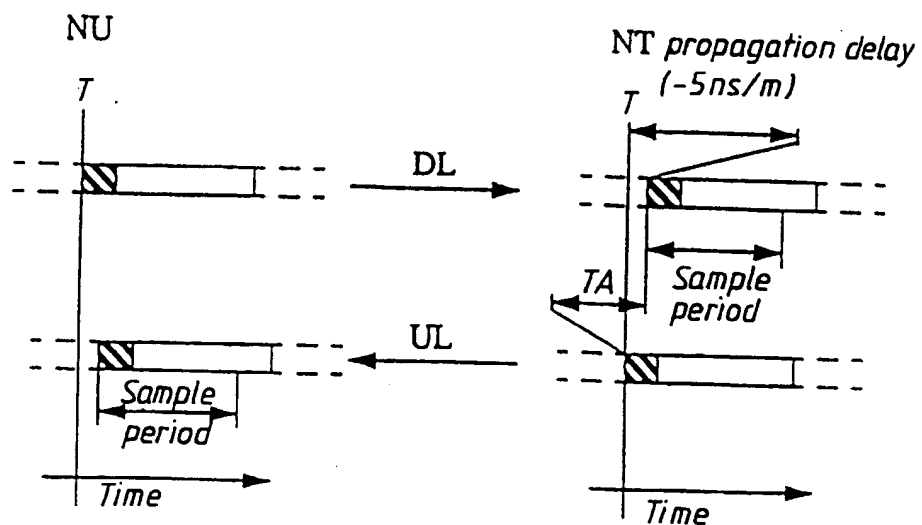 NU
NT propagation delay
(-5ns/m)
T
T
DL
Sample
period
TA
UL
Sample
period
Time
Time